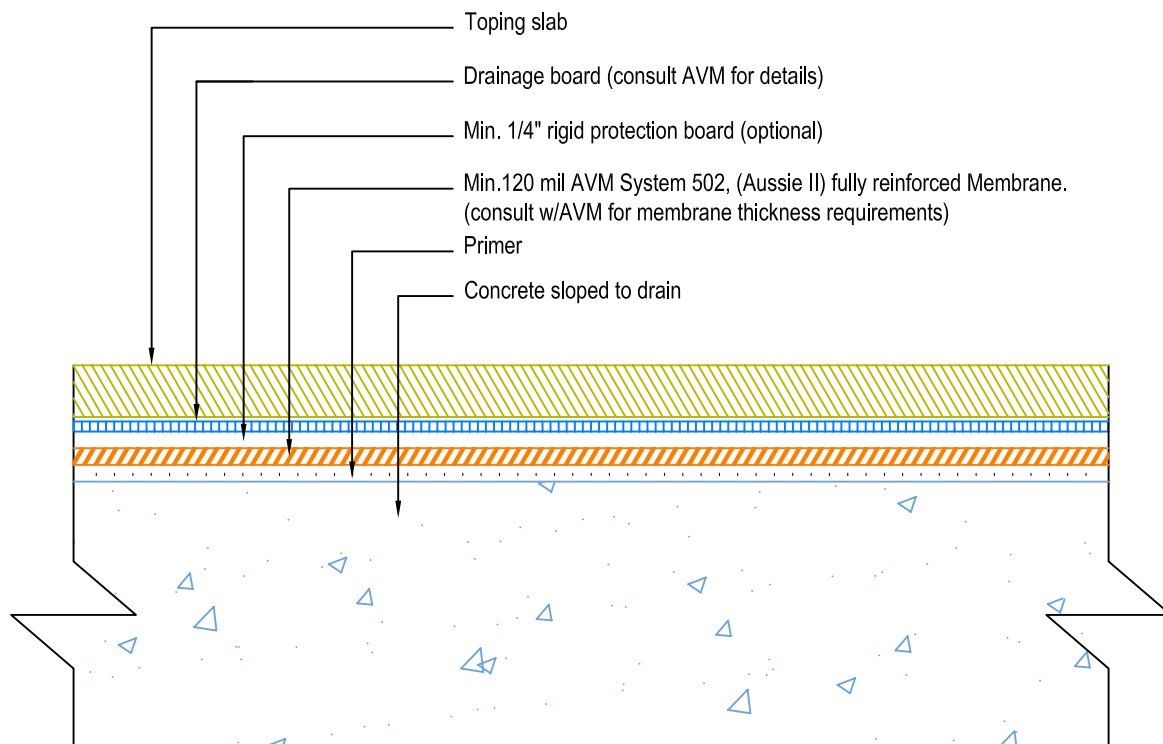 Toping slab
Drainage board (consult AVM for details)
Min. 1/4" rigid protection board (optional)
Min.120 mil AVM System 502, (Aussie II) fully reinforced Membrane.
(consult w/AVM for membrane thickness requirements)
Primer
Concrete sloped to drain